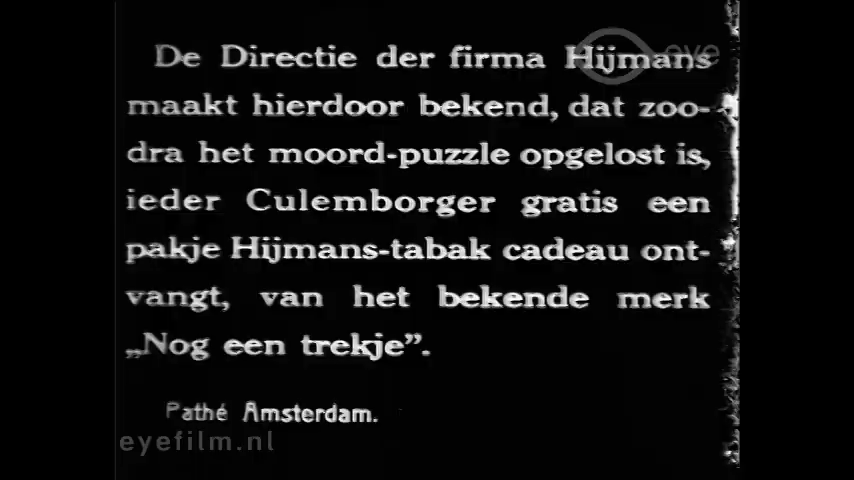 eye
De Directie der firma Hijmans
maakt hierdoor bekend, dat zoo-
dra het moord-puzzle opgelost is,
ieder Culemborger gratis een
pakje Hijmans-tabak cadeau ont-
vangt, van het bekende merk
„Nog een trekje”.
Pathé Amsterdam.
eyefilm.nl